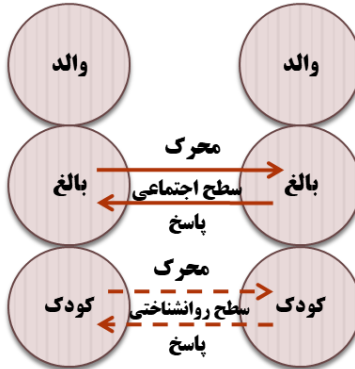 والد
والد
محرک
بالغ
سطح اجتماعی
بالغ
پاسخ
محرک
کودک
سطح روانشناختی
کودک
پاسخ